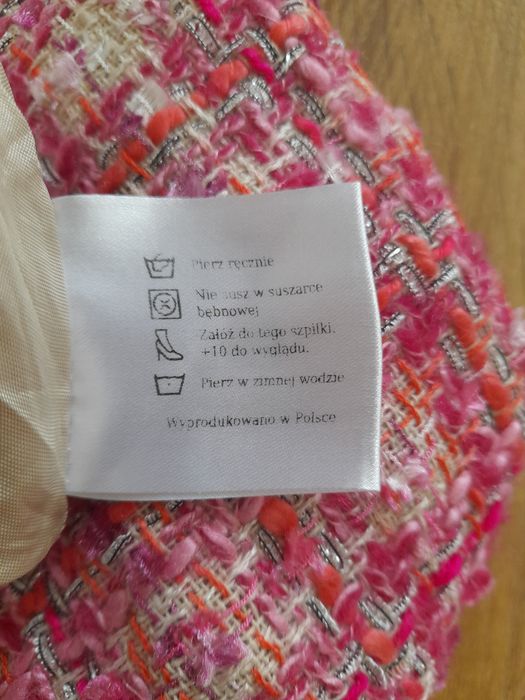 Pierz ręcznie
Nie susz w suszarce
bębnowej
Załóż do tego szpilki.
+10 do wyglądu.
Pierz w zimnej wodzie
Wyprodukowano w Polsce